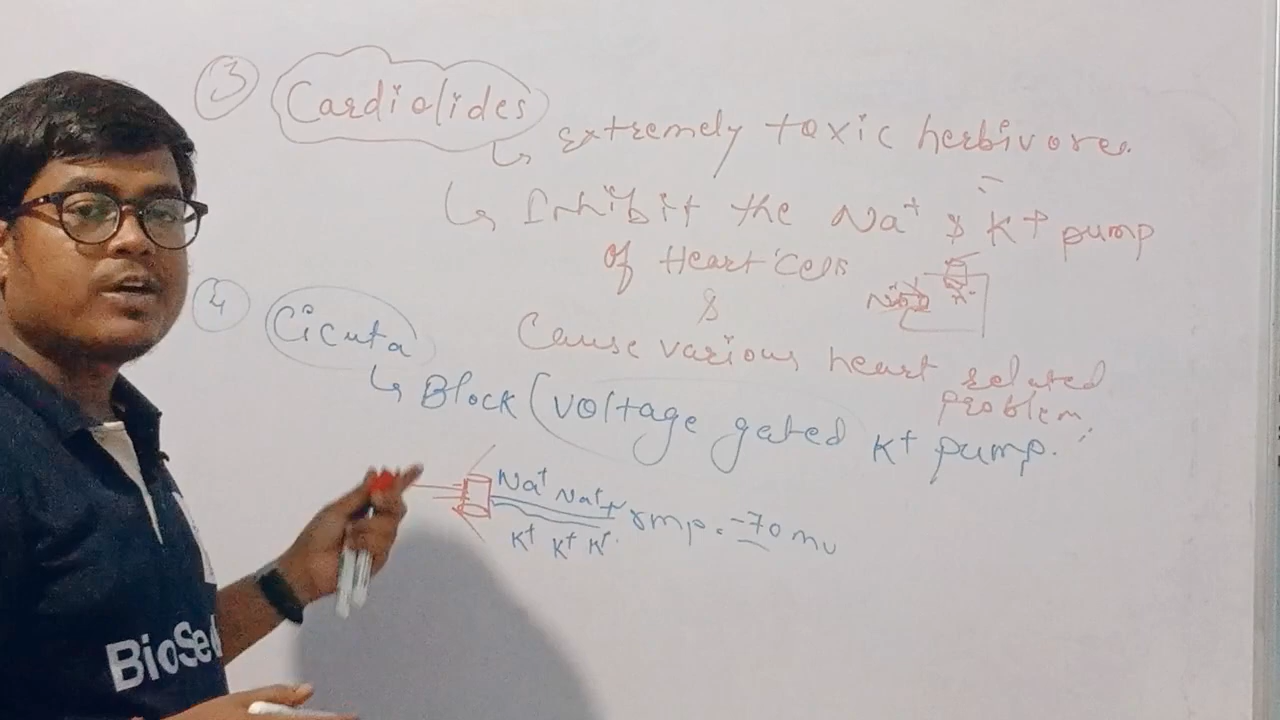 3 Cardiolides
↳ Extremely toxic herbivore.
↳ Inhibit the Na+ & K+ pump
of Heart Cells
&
Cause various heart related
problem
4 Cicuta
↳ Block (voltage gated K+ pump.
Na+ Na+
K+ K+ K+
rmp. -70 mv
BioSe